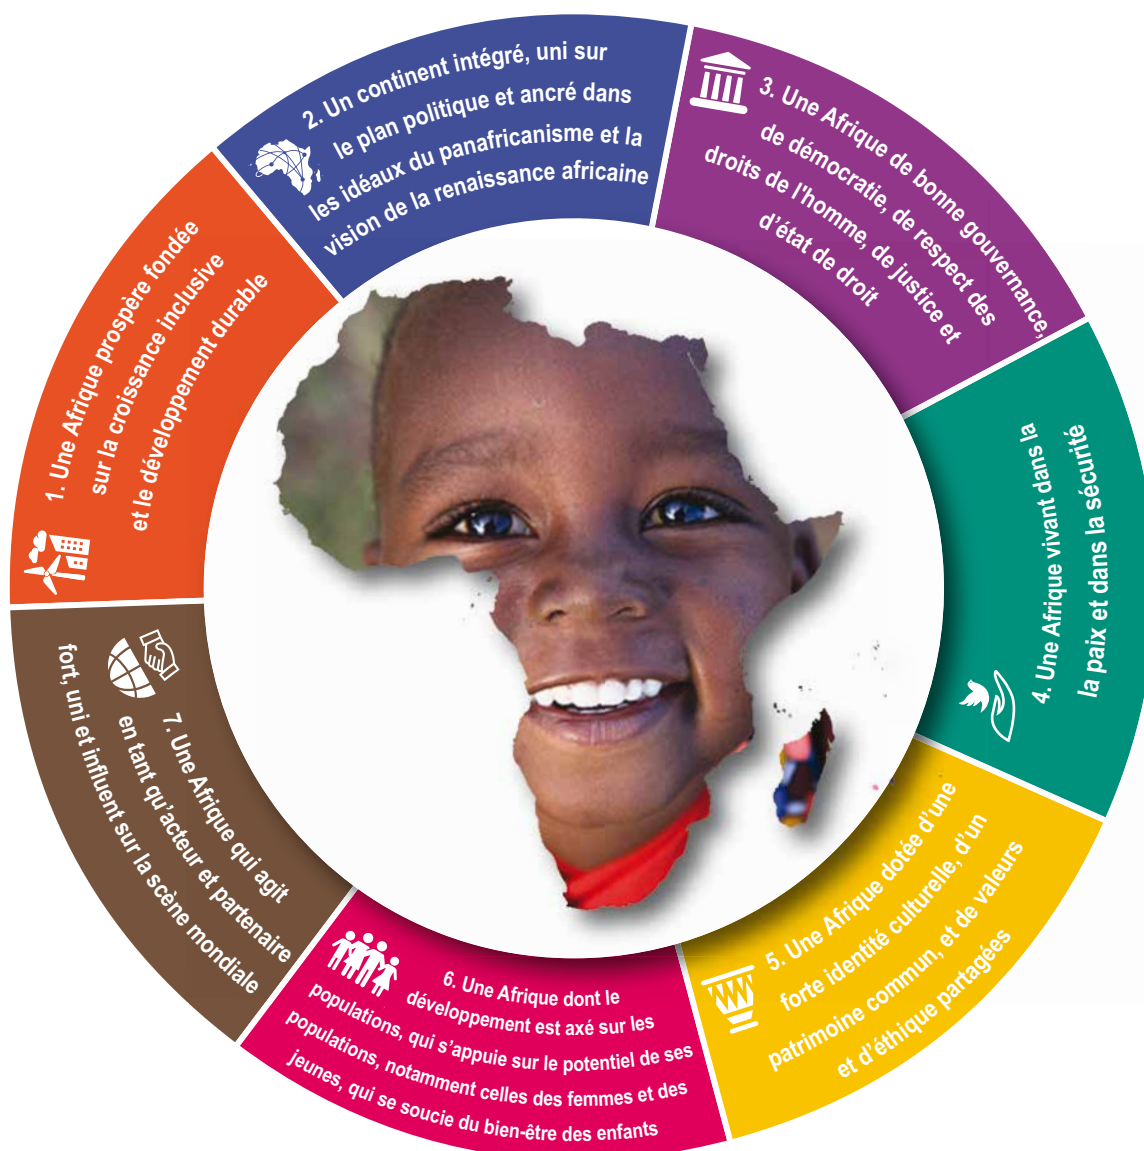 1. Une Afrique prospère fondée
sur la croissance inclusive
et le développement durable
2. Un continent intégré, uni sur
le plan politique et ancré dans
les idéaux du panafricanisme et la
vision de la renaissance africaine
3. Une Afrique de bonne gouvernance,
de démocratie, de respect des
droits de l'homme, de justice et
d'état de droit
4. Une Afrique vivant dans la
la paix et dans la sécurité
5. Une Afrique dotée d'une
forte identité culturelle, d'un
patrimoine commun, et de valeurs
et d'éthique partagées
6. Une Afrique dont le
développement est axé sur les
populations, qui s'appuie sur le potentiel de ses
populations, notamment celles des femmes et des
jeunes, qui se soucie du bien-être des enfants
7. Une Afrique qui agit
en tant qu'acteur et partenaire
fort, uni et influent sur la scène mondiale